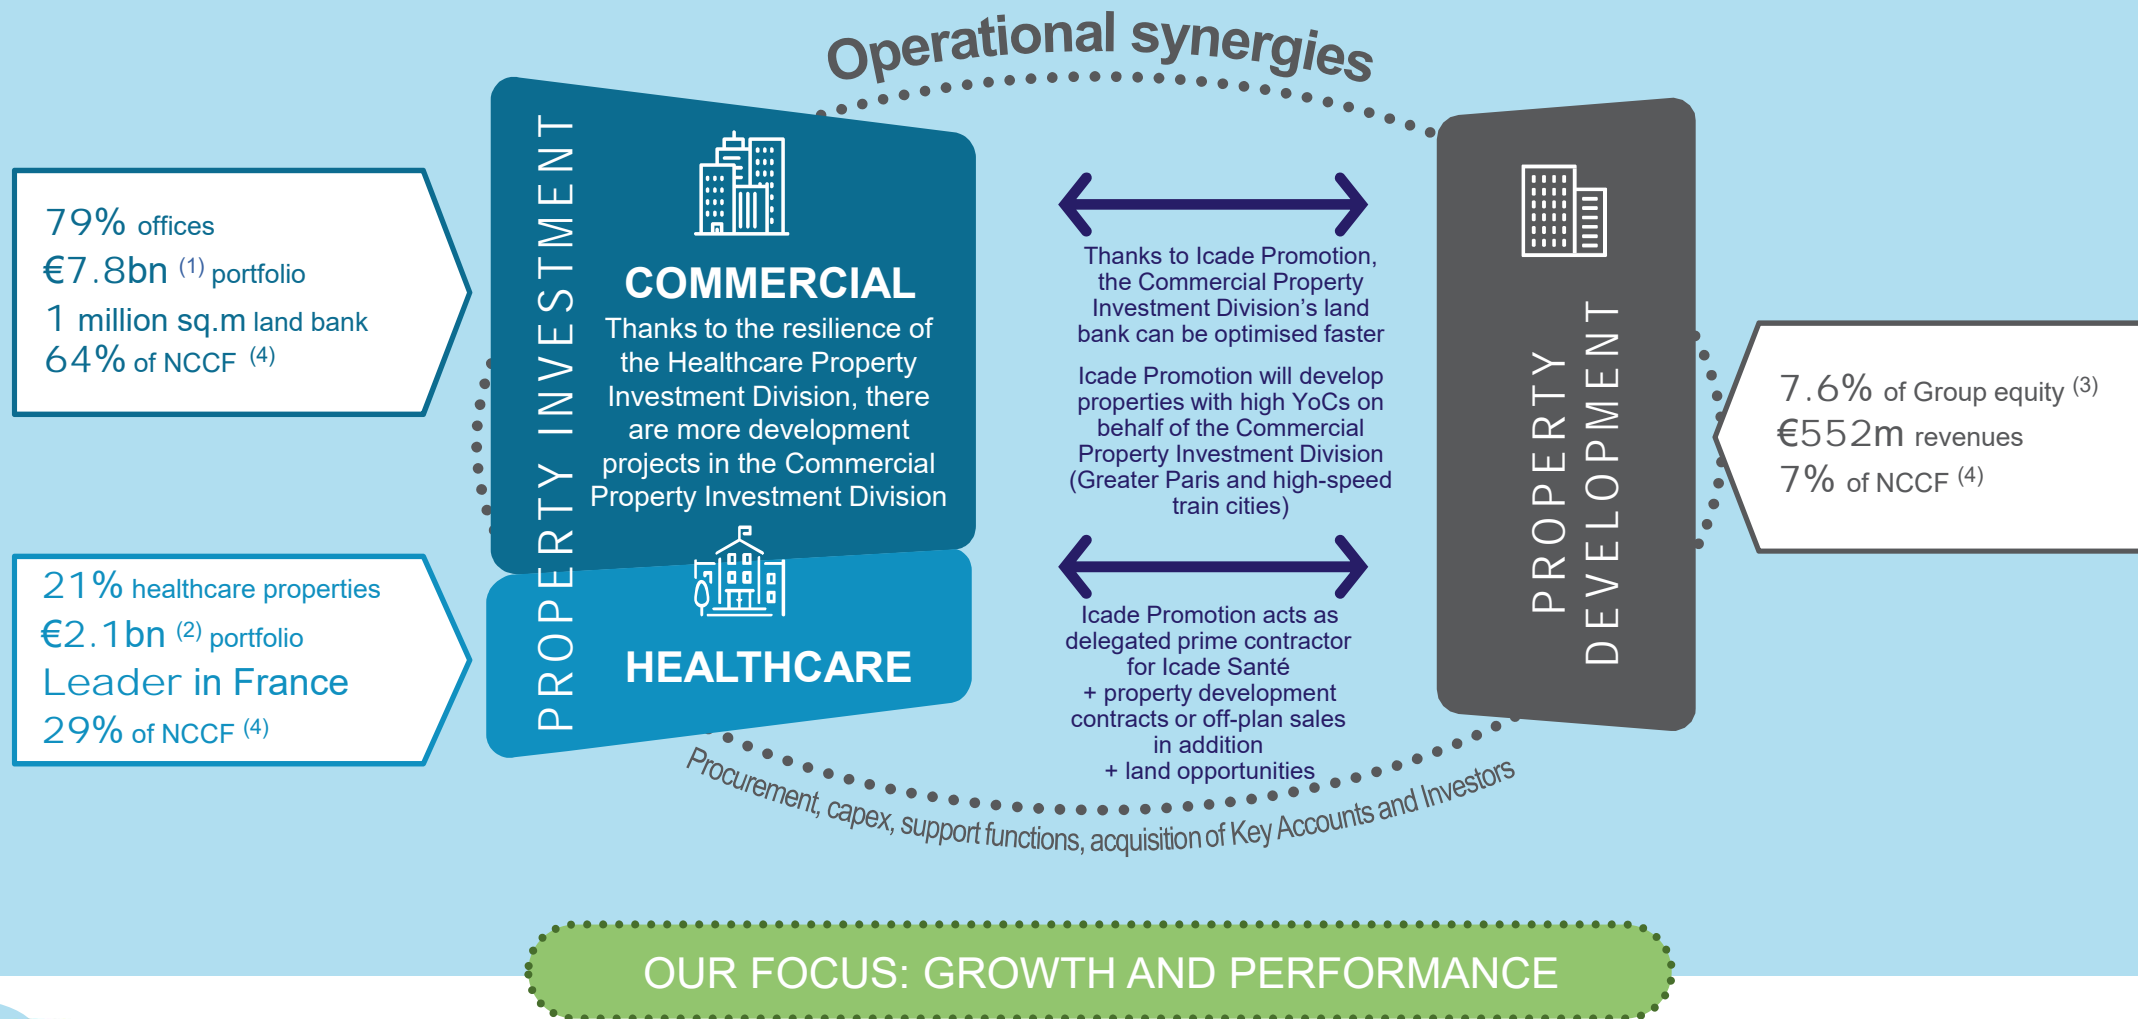 Operational synergies
79% offices
€7.8bn (1) portfolio
1 million sq.m land bank
64% of NCCF (4)
21% healthcare properties
€2.1bn (2) portfolio
Leader in France
29% of NCCF (4)
PROPERTY INVESTMENT
COMMERCIAL
Thanks to the resilience of
the Healthcare Property
Investment Division, there
are more development
projects in the Commercial
Property Investment Division
HEALTHCARE
Thanks to Icade Promotion,
the Commercial Property
Investment Division’s land
bank can be optimised faster
Icade Promotion will develop
properties with high YoCs on
behalf of the Commercial
Property Investment Division
(Greater Paris and high-speed
train cities)
Icade Promotion acts as
delegated prime contractor
for Icade Santé
+ property development
contracts or off-plan sales
in addition
+ land opportunities
PROPERTY
DEVELOPMENT
7.6% of Group equity (3)
€552m revenues
7% of NCCF (4)
Procurement, capex, support functions, acquisition of Key Accounts and Investors
OUR FOCUS: GROWTH AND PERFORMANCE